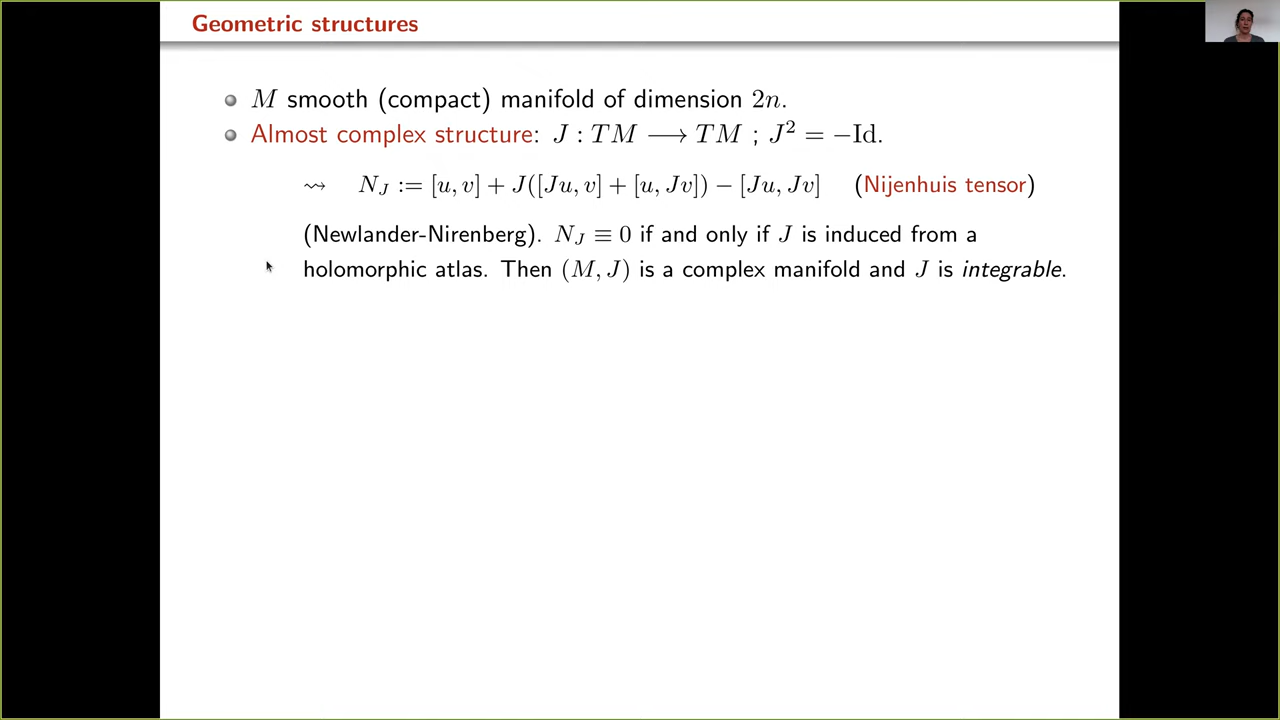 Geometric structures
M smooth (compact) manifold of dimension 2n.
Almost complex structure: J : TM ⟶ TM ; J² = −Id.
⇝ N_J := [u, v] + J([Ju, v] + [u, Jv]) − [Ju, Jv] (Nijenhuis tensor)
(Newlander-Nirenberg). N_J ≡ 0 if and only if J is induced from a
holomorphic atlas. Then (M, J) is a complex manifold and J is integrable.